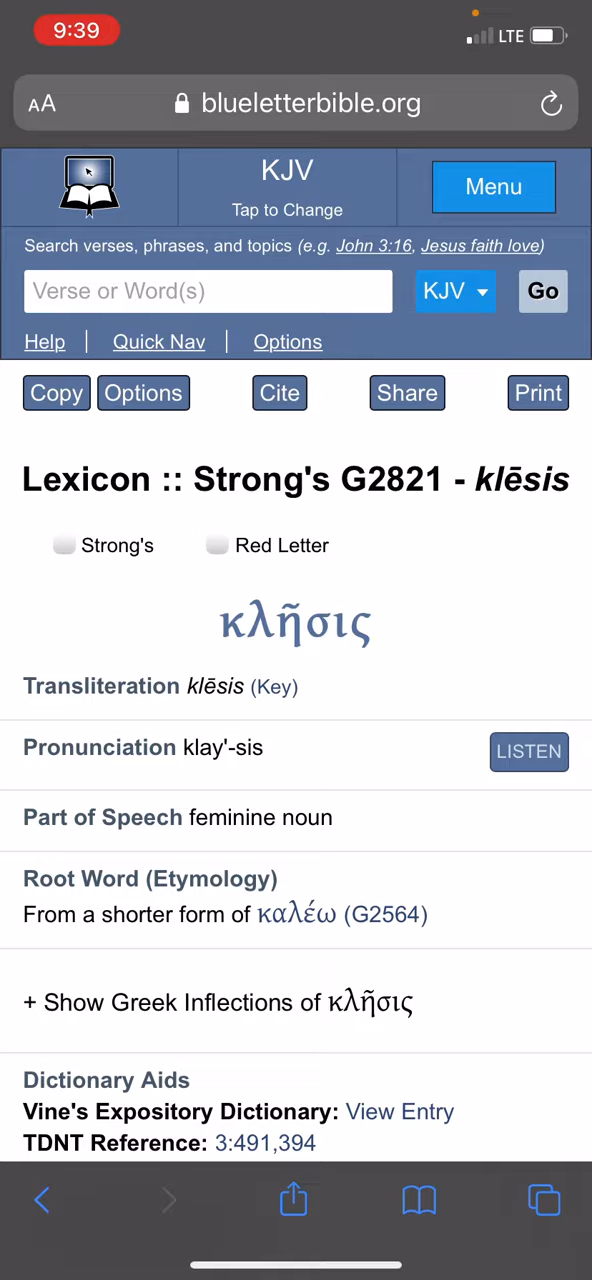 9:39
LTE
AA blueletterbible.org
KJV
Tap to Change
Menu
Search verses, phrases, and topics (e.g. John 3:16, Jesus faith love)
Verse or Word(s) KJV Go
Help | Quick Nav | Options
Copy Options Cite Share Print
Lexicon :: Strong's G2821 - klēsis
Strong's Red Letter
κλῆσις
Transliteration klēsis (Key)
Pronunciation klay'-sis LISTEN
Part of Speech feminine noun
Root Word (Etymology)
From a shorter form of καλέω (G2564)
+ Show Greek Inflections of κλῆσις
Dictionary Aids
Vine's Expository Dictionary: View Entry
TDNT Reference: 3:491,394